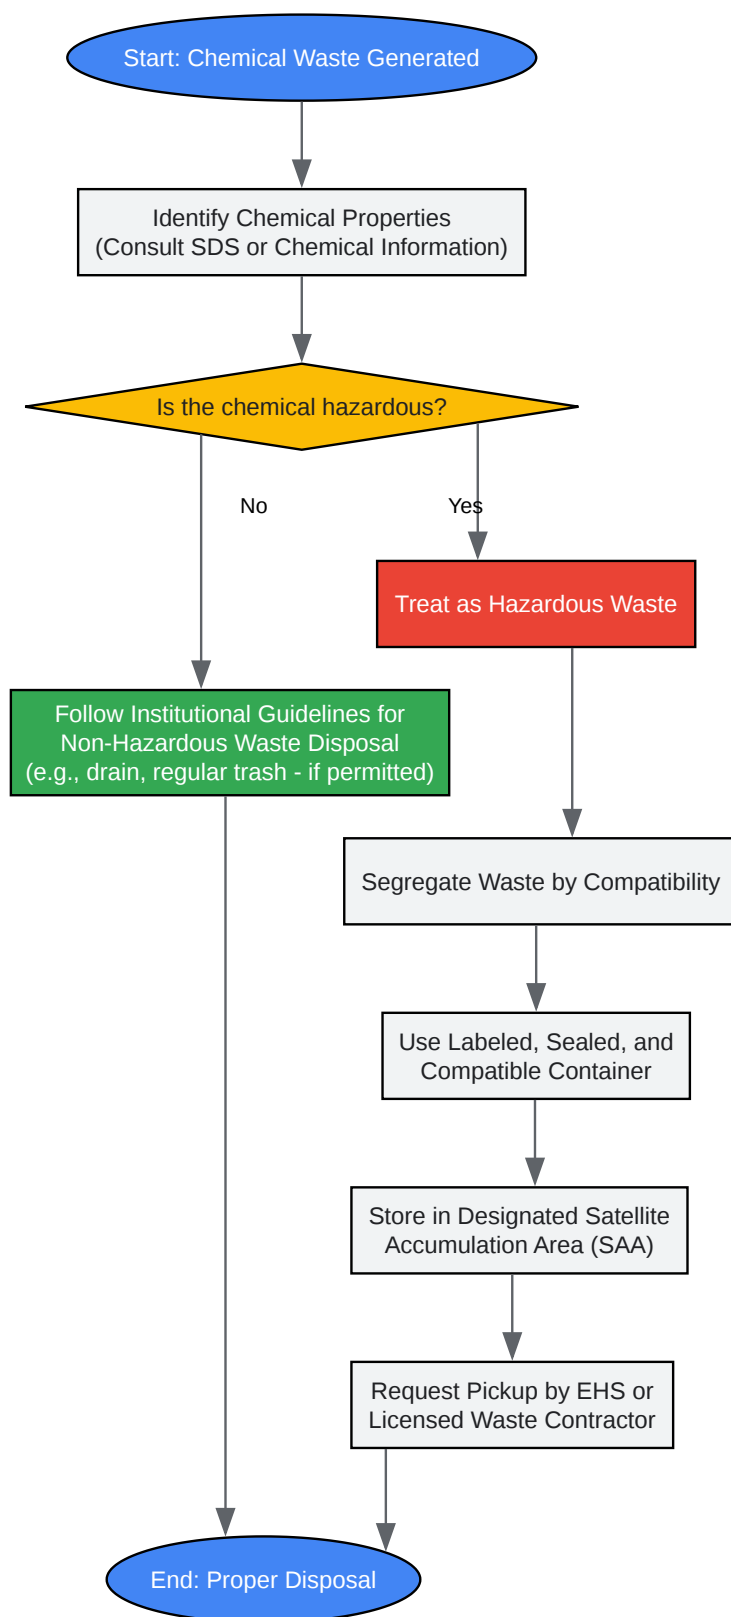 Start: Chemical Waste Generated
Identify Chemical Properties
(Consult SDS or Chemical Information)
Is the chemical hazardous?
No
Yes
Treat as Hazardous Waste
Follow Institutional Guidelines for
Non-Hazardous Waste Disposal
(e.g., drain, regular trash - if permitted)
Segregate Waste by Compatibility
Use Labeled, Sealed, and
Compatible Container
Store in Designated Satellite
Accumulation Area (SAA)
Request Pickup by EHS or
Licensed Waste Contractor
End: Proper Disposal